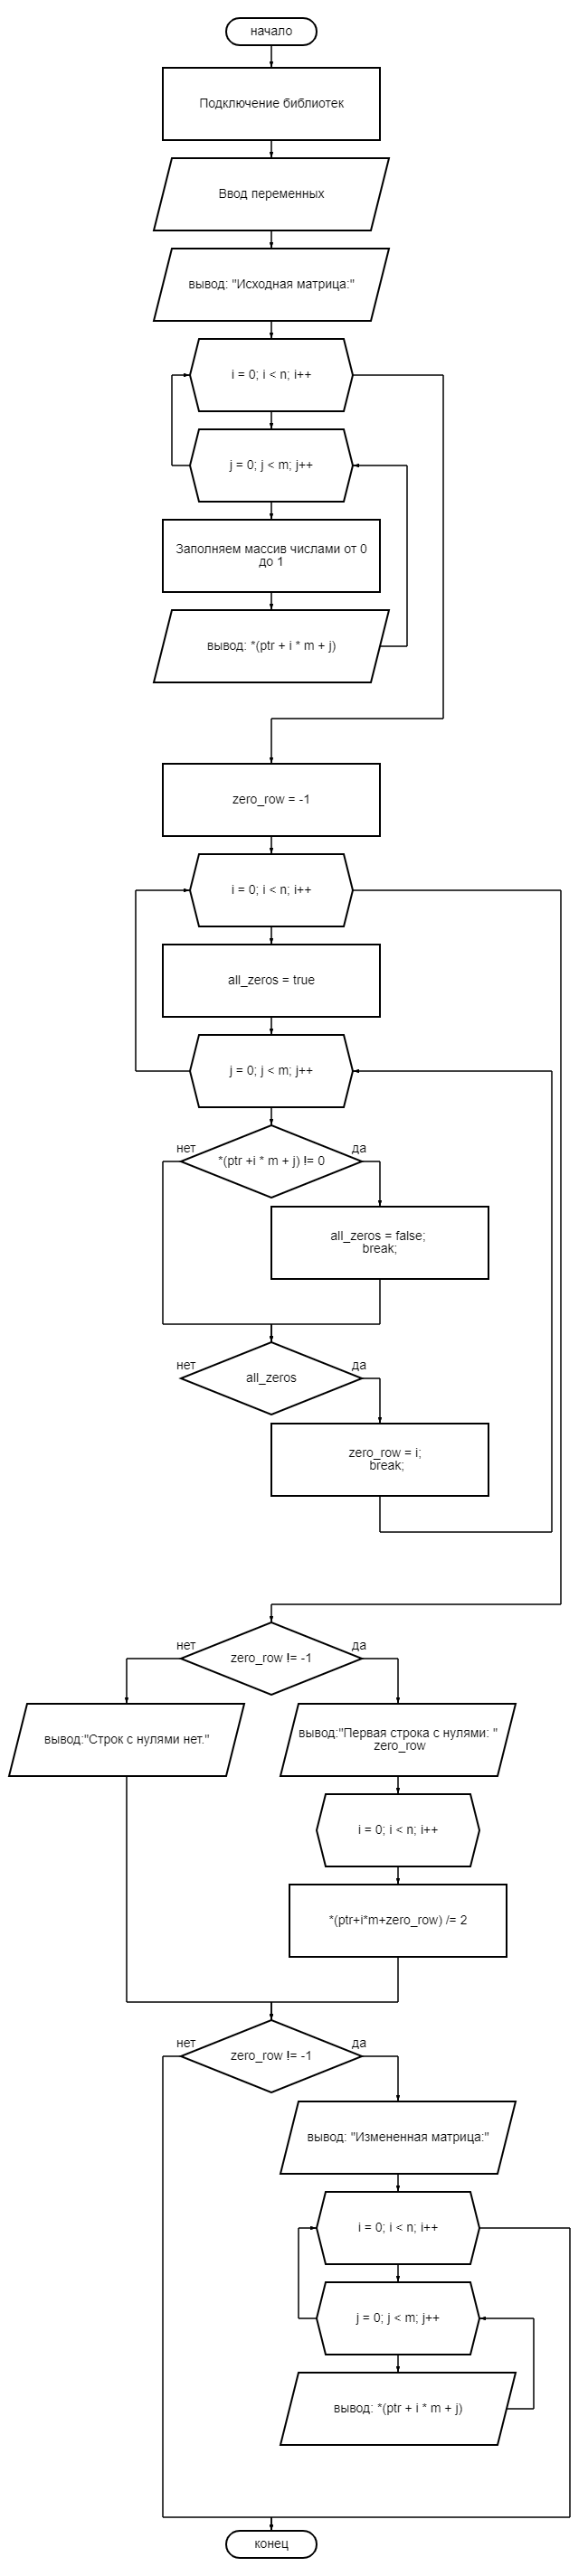 начало
Подключение библиотек
Ввод переменных
вывод: "Исходная матрица:"
i = 0; i < n; i++
j = 0; j < m; j++
Заполняем массив числами от 0
до 1
вывод: *(ptr + i * m + j)
zero_row = -1
i = 0; i < n; i++
all_zeros = true
j = 0; j < m; j++
нет
да
*(ptr +i * m + j) != 0
all_zeros = false;
break;
нет
да
all_zeros
zero_row = i;
break;
нет
да
zero_row != -1
вывод:"Строк с нулями нет."
вывод:"Первая строка с нулями: "
zero_row
i = 0; i < n; i++
*(ptr+i*m+zero_row) /= 2
нет
да
zero_row != -1
вывод: "Измененная матрица:"
i = 0; i < n; i++
j = 0; j < m; j++
вывод: *(ptr + i * m + j)
конец